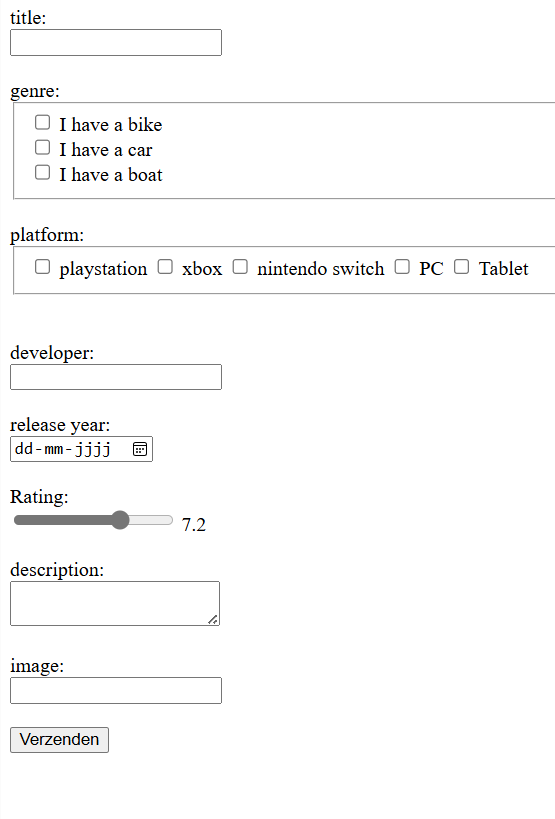 title:
genre:
I have a bike
I have a car
I have a boat
platform:
playstation xbox nintendo switch PC Tablet
developer:
release year:
dd-mm-jjjj
Rating:
7.2
description:
image:
Verzenden